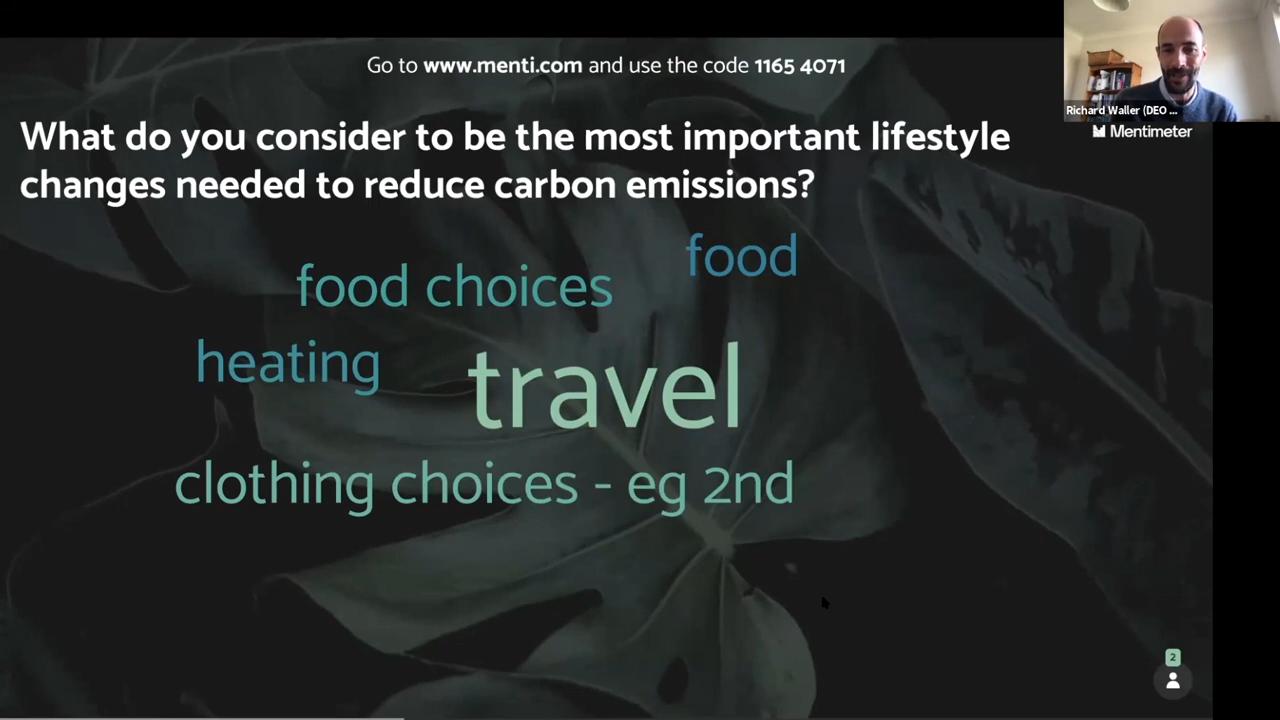 Go to www.menti.com and use the code 1165 4071
Richard Waller (DEO ...
Mentimeter
What do you consider to be the most important lifestyle
changes needed to reduce carbon emissions?
food
food choices
heating
travel
clothing choices - eg 2nd
2